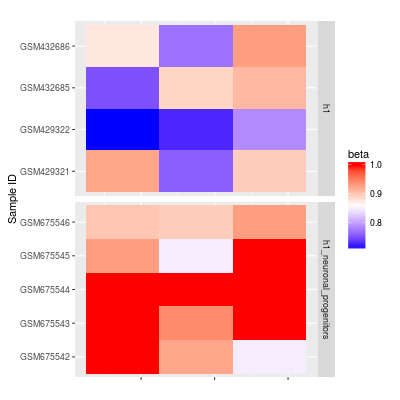 GSM432686
GSM432685
GSM429322
GSM429321
h1
GSM675546
GSM675545
GSM675544
GSM675543
GSM675542
h1_neuronal_progenitors
Sample ID
beta
1.0
0.9
0.8